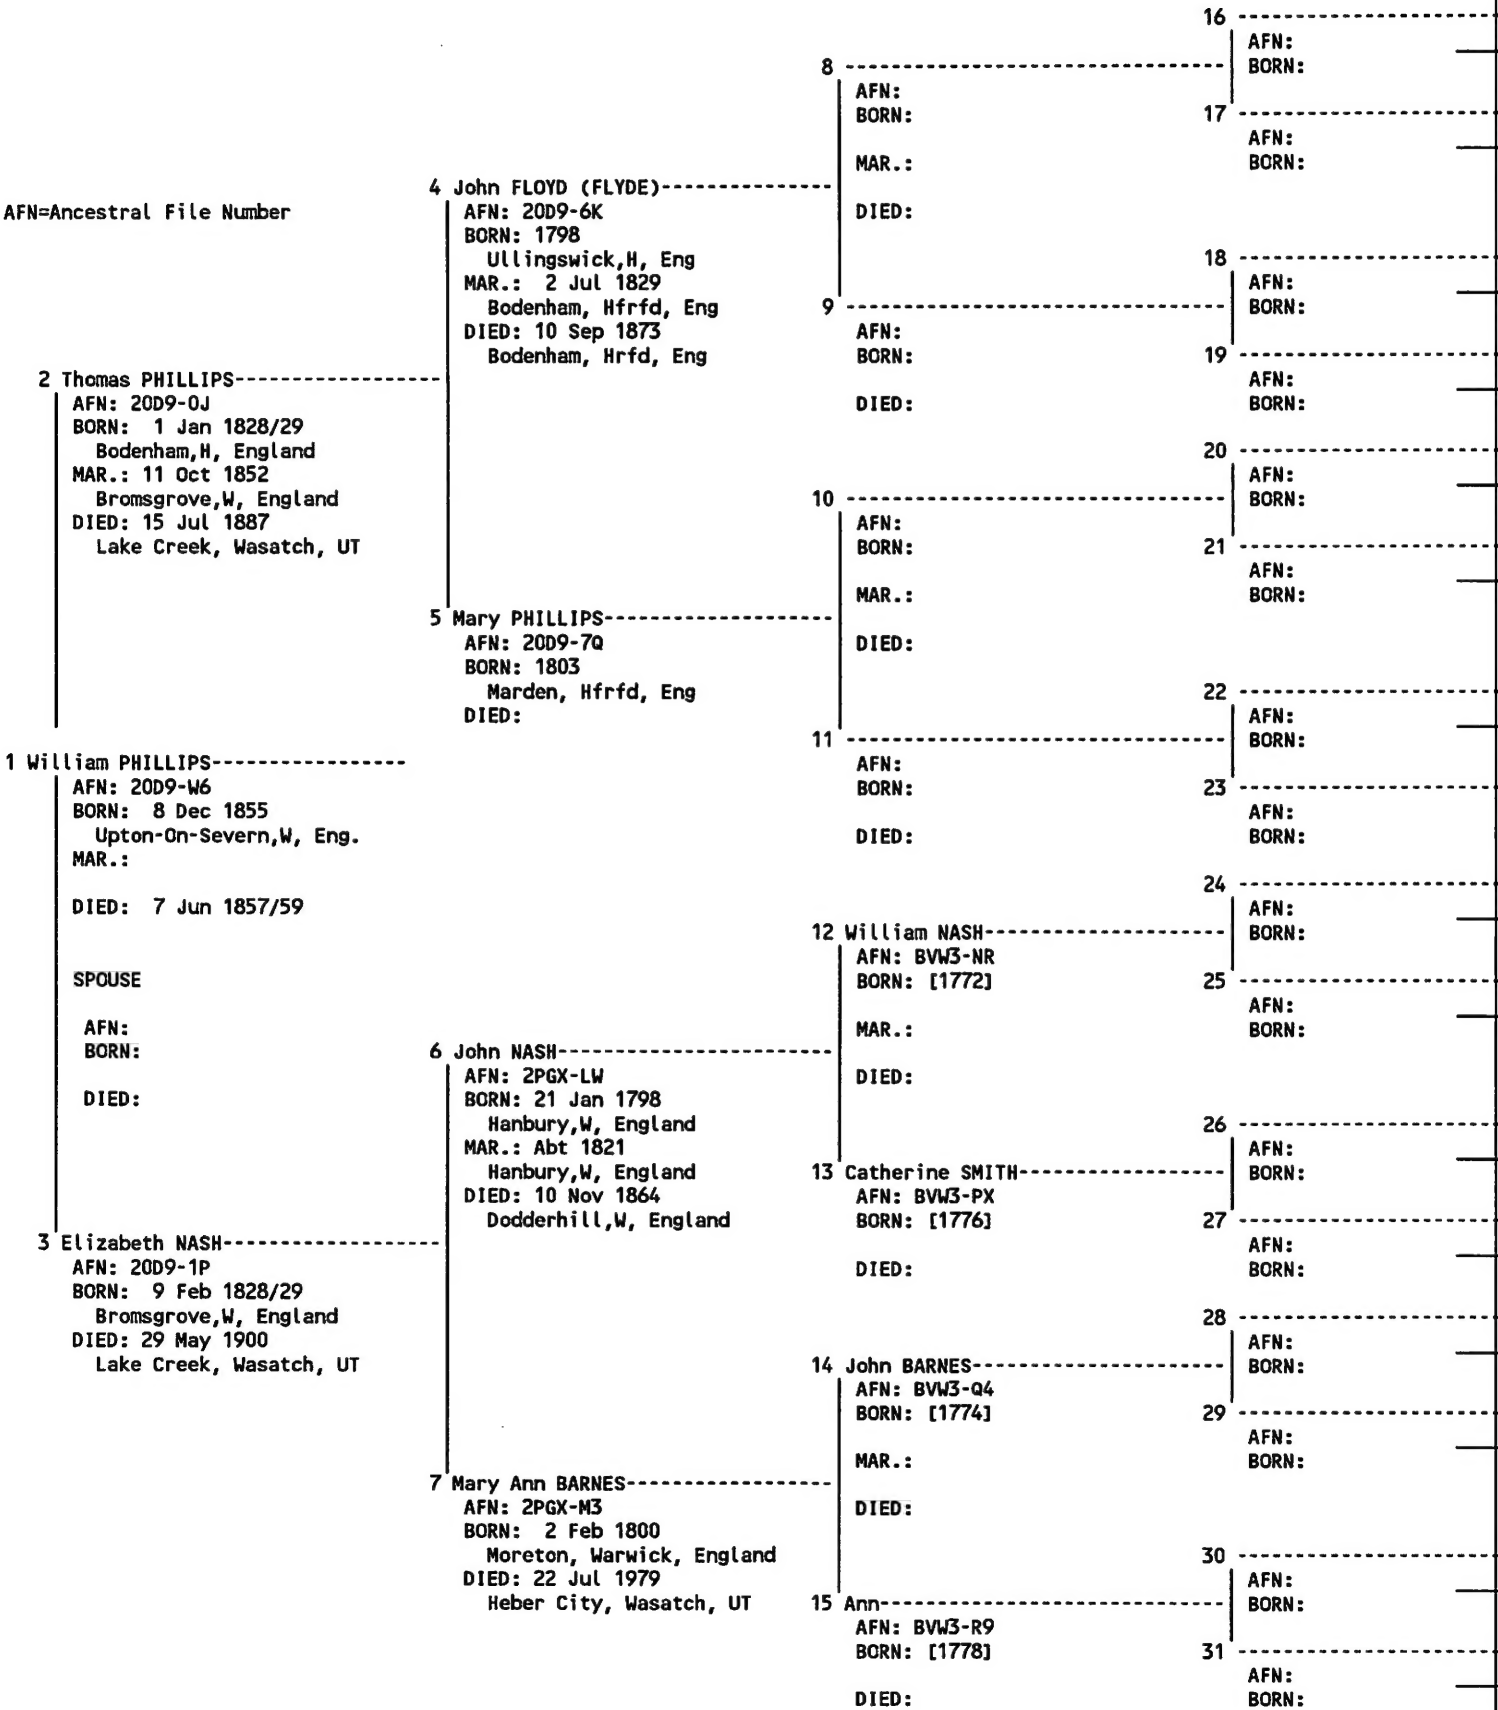 AFN=Ancestral File Number
1 William PHILLIPS-----------------
AFN: 20D9-W6
BORN: 8 Dec 1855
Upton-On-Severn,W, Eng.
MAR.:
DIED: 7 Jun 1857/59
SPOUSE
AFN:
BORN:
DIED:
2 Thomas PHILLIPS------------------
AFN: 20D9-0J
BORN: 1 Jan 1828/29
Bodenham,H, England
MAR.: 11 Oct 1852
Bromsgrove,W, England
DIED: 15 Jul 1887
Lake Creek, Wasatch, UT
3 Elizabeth NASH-------------------
AFN: 20D9-1P
BORN: 9 Feb 1828/29
Bromsgrove,W, England
DIED: 29 May 1900
Lake Creek, Wasatch, UT
4 John FLOYD (FLYDE)---------------
AFN: 20D9-6K
BORN: 1798
Ullingswick,H, Eng
MAR.: 2 Jul 1829
Bodenham, Hfrfd, Eng
DIED: 10 Sep 1873
Bodenham, Hrfd, Eng
5 Mary PHILLIPS--------------------
AFN: 20D9-7Q
BORN: 1803
Marden, Hfrfd, Eng
DIED:
6 John NASH------------------------
AFN: 2PGX-LW
BORN: 21 Jan 1798
Hanbury,W, England
MAR.: Abt 1821
Hanbury,W, England
DIED: 10 Nov 1864
Dodderhill,W, England
7 Mary Ann BARNES------------------
AFN: 2PGX-M3
BORN: 2 Feb 1800
Moreton, Warwick, England
DIED: 22 Jul 1979
Heber City, Wasatch, UT
8 ---------------------------------
AFN:
BORN:
MAR.:
DIED:
9 ---------------------------------
AFN:
BORN:
DIED:
10 ---------------------------------
AFN:
BORN:
MAR.:
DIED:
11 ---------------------------------
AFN:
BORN:
DIED:
12 William NASH---------------------
AFN: BVW3-NR
BORN: [1772]
MAR.:
DIED:
13 Catherine SMITH------------------
AFN: BVW3-PX
BORN: [1776]
DIED:
14 John BARNES----------------------
AFN: BVW3-Q4
BORN: [1774]
MAR.:
DIED:
15 Ann------------------------------
AFN: BVW3-R9
BORN: [1778]
DIED:
16 ----------------------
AFN:
BORN:
17 ----------------------
AFN:
BORN:
18 ----------------------
AFN:
BORN:
19 ----------------------
AFN:
BORN:
20 ----------------------
AFN:
BORN:
21 ----------------------
AFN:
BORN:
22 ----------------------
AFN:
BORN:
23 ----------------------
AFN:
BORN:
24 ----------------------
AFN:
BORN:
25 ----------------------
AFN:
BORN:
26 ----------------------
AFN:
BORN:
27 ----------------------
AFN:
BORN:
28 ----------------------
AFN:
BORN:
29 ----------------------
AFN:
BORN:
30 ----------------------
AFN:
BORN:
31 ----------------------
AFN:
BORN: